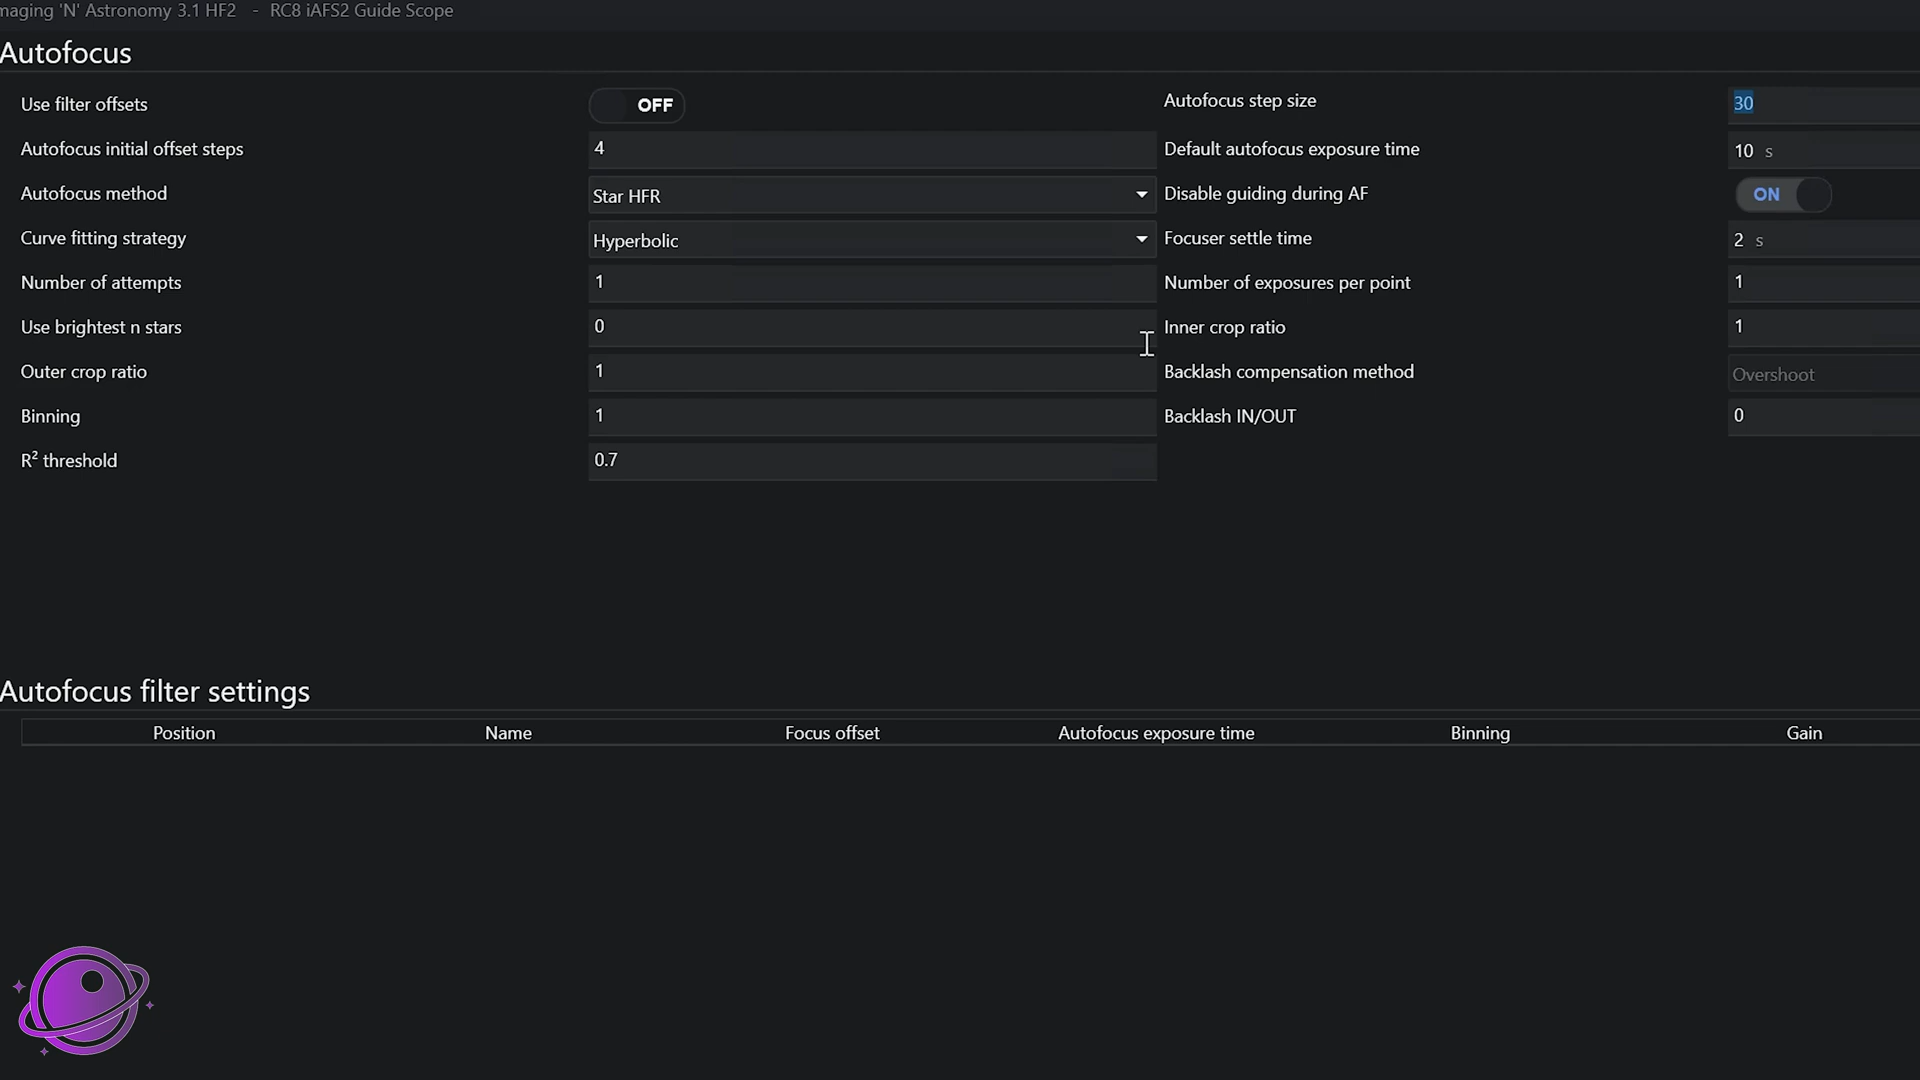 maging 'N' Astronomy 3.1 HF2 - RC8 iAFS2 Guide Scope
Autofocus
Use filter offsets OFF Autofocus step size 30
Autofocus initial offset steps 4 Default autofocus exposure time 10 s
Autofocus method Star HFR Disable guiding during AF ON
Curve fitting strategy Hyperbolic Focuser settle time 2 s
Number of attempts 1 Number of exposures per point 1
Use brightest n stars 0 Inner crop ratio 1
Outer crop ratio 1 Backlash compensation method Overshoot
Binning 1 Backlash IN/OUT 0
R² threshold 0.7
Autofocus filter settings
Position Name Focus offset Autofocus exposure time Binning Gain